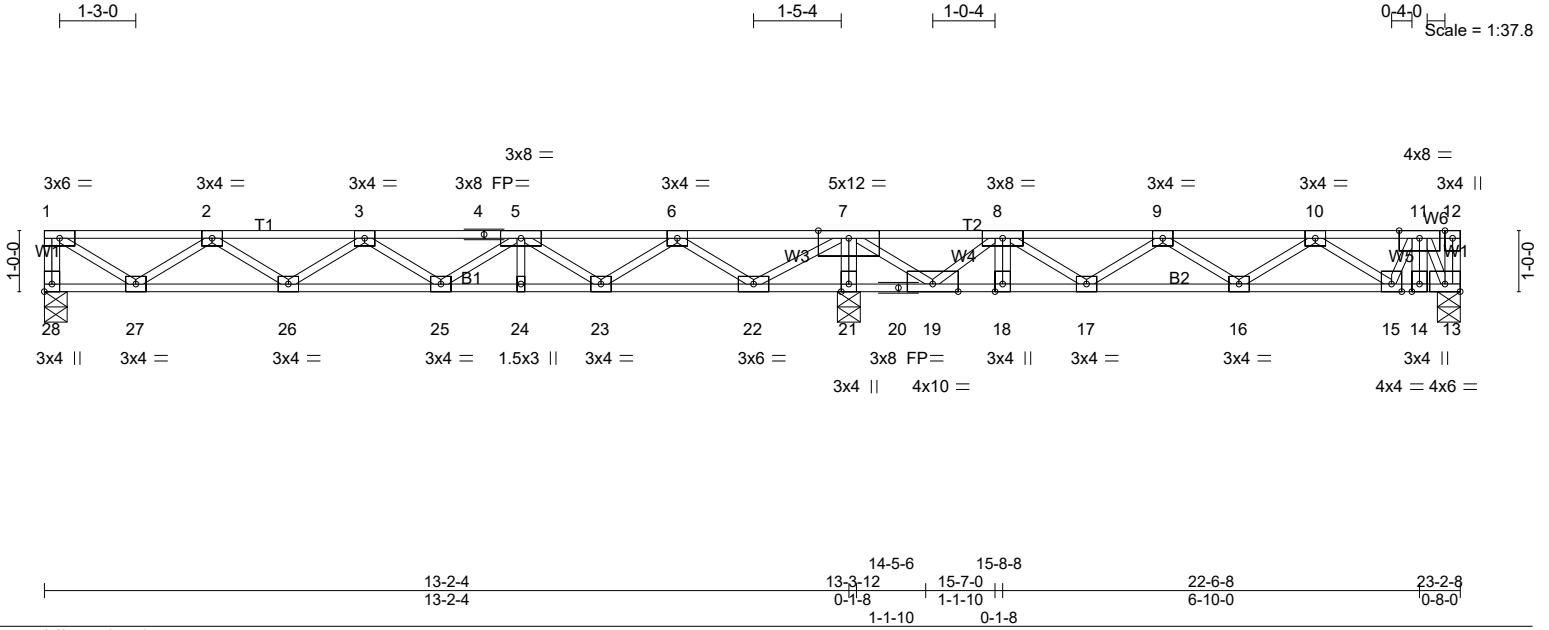 1-3-0 1-5-4 1-0-4 0-4-0
Scale = 1:37.8
3x8 = 4x8 =
3x6 = 3x4 = 3x4 = 3x8 FP= 3x4 = 5x12 = 3x8 = 3x4 = 3x4 = 3x4 ||
1 2 3 4 5 6 7 8 9 10 11 12
T1 T2 W6
1-0-0 W1 W3 W4 W5 W1 1-0-0
B1 B2
28 27 26 25 24 23 22 21 20 19 18 17 16 15 14 13
3x4 || 3x4 = 3x4 = 3x4 = 1.5x3 || 3x4 = 3x6 = 3x8 FP= 3x4 || 3x4 = 3x4 = 3x4 ||
3x4 || 4x10 = 4x4 = 4x6 =
14-5-6 15-8-8
13-2-4 13-3-12 15-7-0 22-6-8 23-2-8
13-2-4 0-1-8 1-1-10 6-10-0 0-8-0
1-1-10 0-1-8